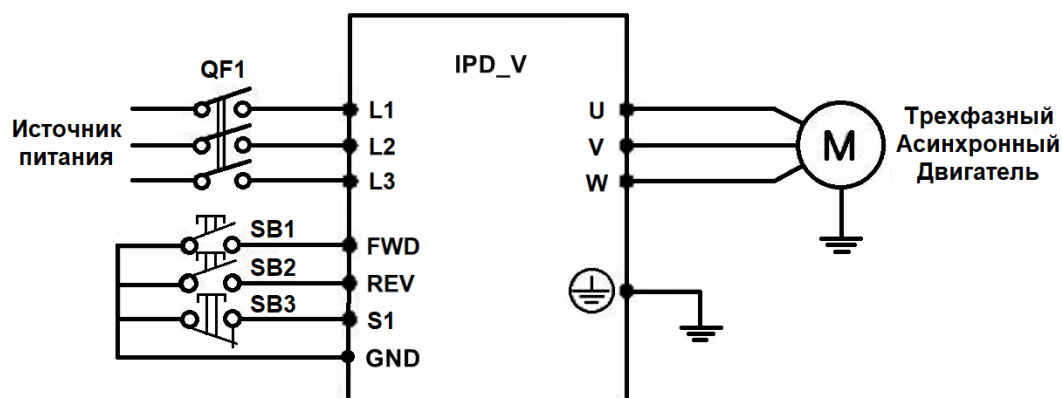 IPD_V
QF1
Источник
питания
L1
L2
L3
U
V
W
M
Трехфазный
Асинхронный
Двигатель
SB1
FWD
SB2
REV
SB3
S1
GND